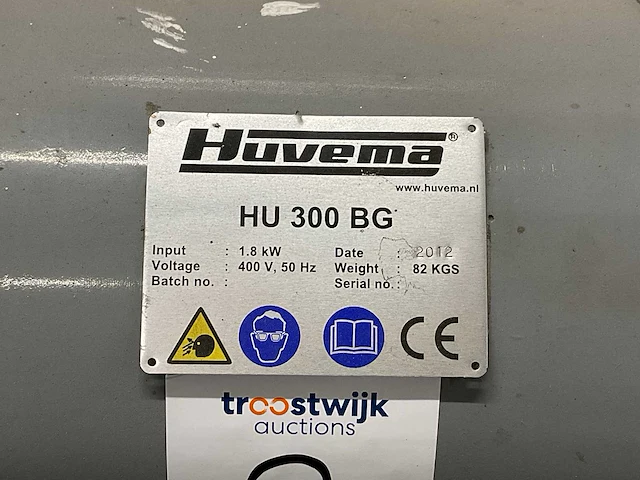 Huvema®
www.huvema.nl
HU 300 BG
Input : 1.8 kW
Voltage : 400 V, 50 Hz
Batch no. :
Date : 2012
Weight : 82 KGS
Serial no. :
CE
troostwijk
auctions